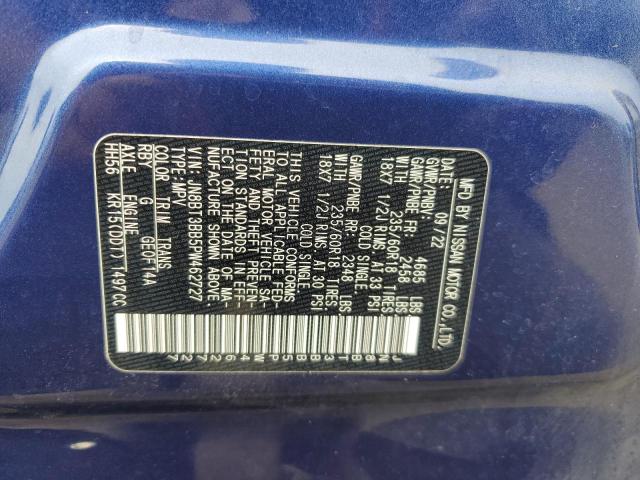 MFD BY NISSAN MOTOR CO.,LTD.
DATE: 09/22
GVWR/PNBE: 4685 LBS.
GAWR/PNBE FR: 2458 LBS.
WITH 235/60R18 TIRES
18X7 1/2J RIMS. AT 33 PSI
COLD SINGLE
GAWR/PNBE RR: 2348 LBS.
WITH 235/60R18 TIRES
18X7 1/2J RIMS. AT 30 PSI
COLD SINGLE
THIS VEHICLE CONFORMS
TO ALL APPLICABLE FED-
ERAL MOTOR VEHICLE SA-
FETY AND THEFT PREVEN-
TION STANDARDS IN EFF-
ECT ON THE DATE OF MA-
NUFACTURE SHOWN ABOVE.
VIN: JN8BT3BB5PW462727
TYPE: MPV
COLOR TRIM TRANS
RBY G GE0F14A
AXLE ENGINE
HH66 KR15(DDT) 1497CC
JN8BT3BB5PW462727